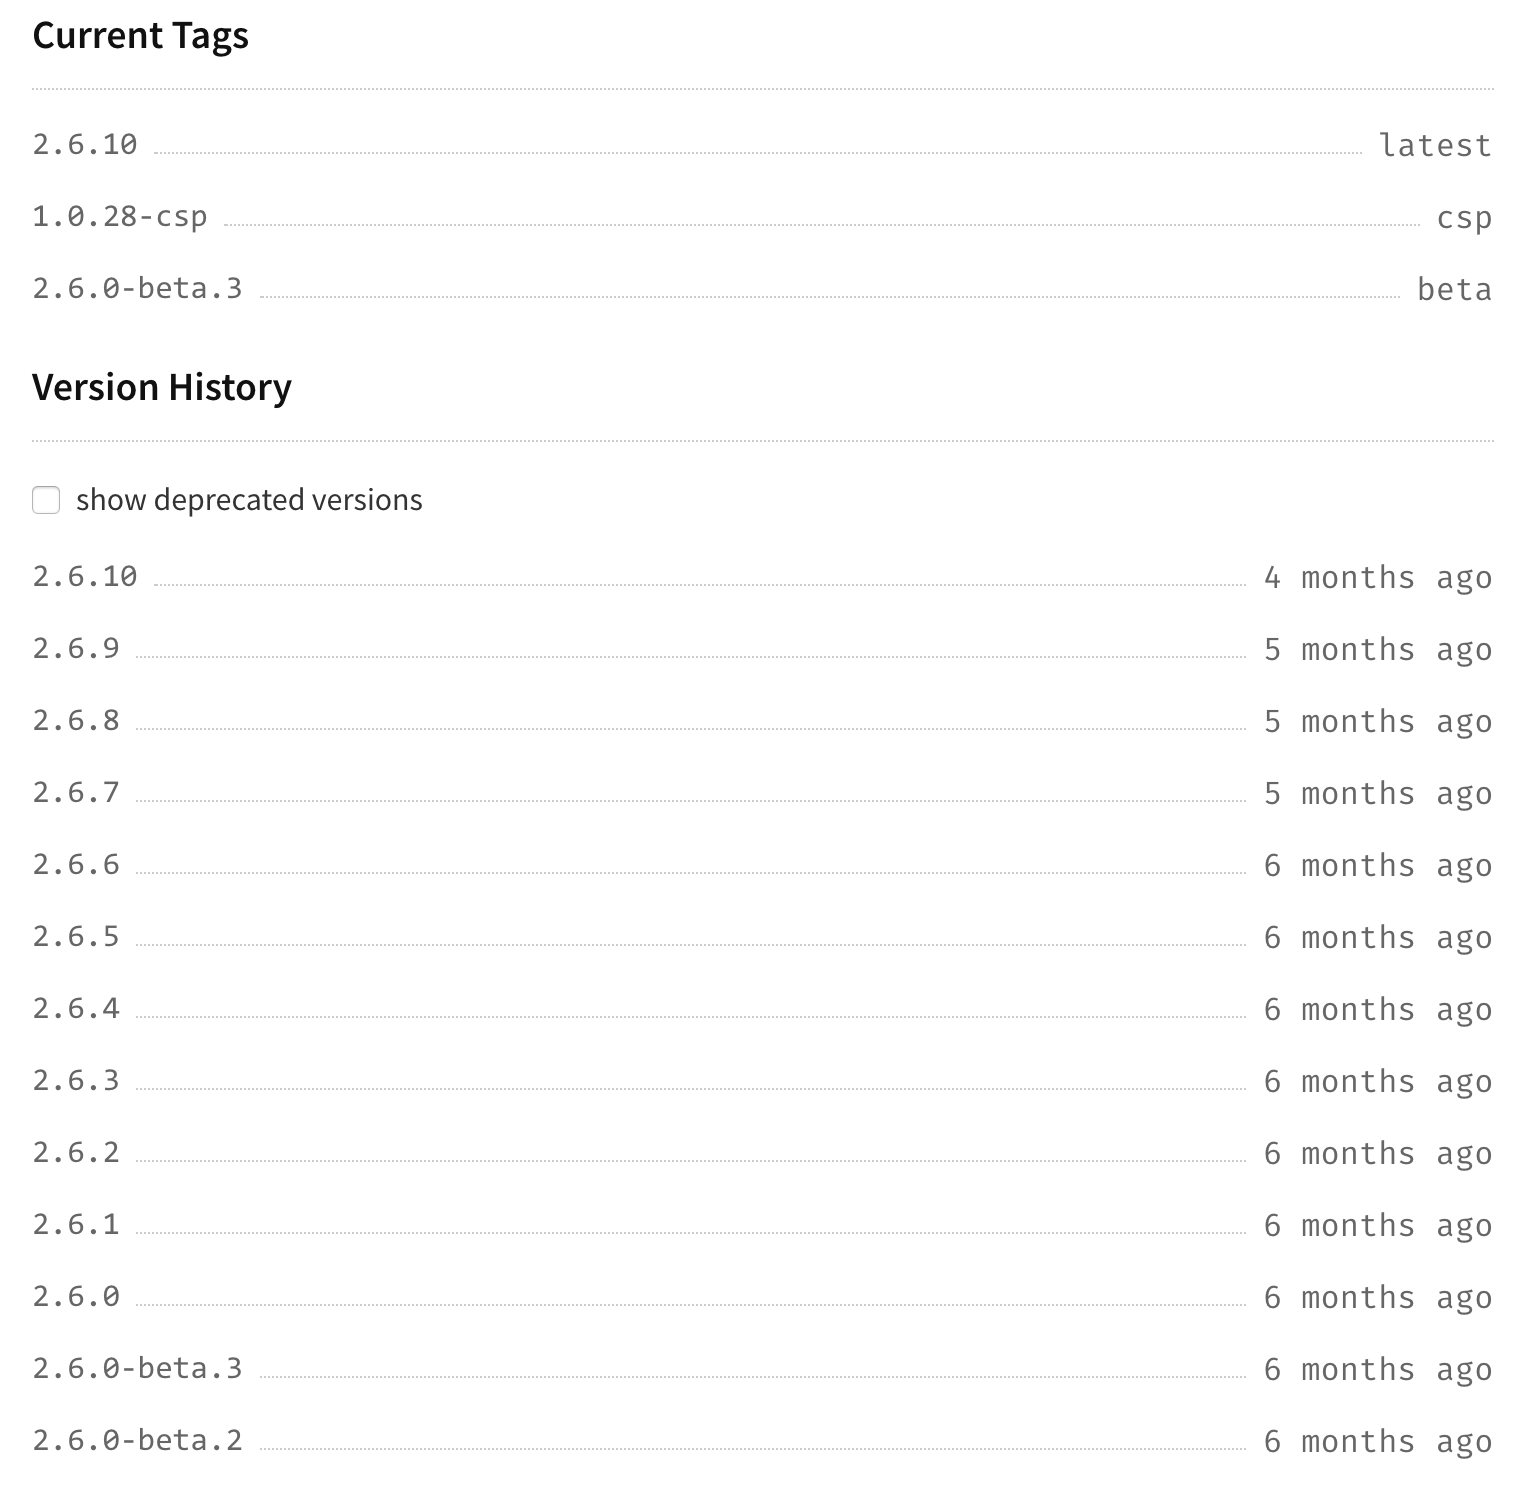 Current Tags
2.6.10 latest
1.0.28-csp csp
2.6.0-beta.3 beta
Version History
show deprecated versions
2.6.10 4 months ago
2.6.9 5 months ago
2.6.8 5 months ago
2.6.7 5 months ago
2.6.6 6 months ago
2.6.5 6 months ago
2.6.4 6 months ago
2.6.3 6 months ago
2.6.2 6 months ago
2.6.1 6 months ago
2.6.0 6 months ago
2.6.0-beta.3 6 months ago
2.6.0-beta.2 6 months ago